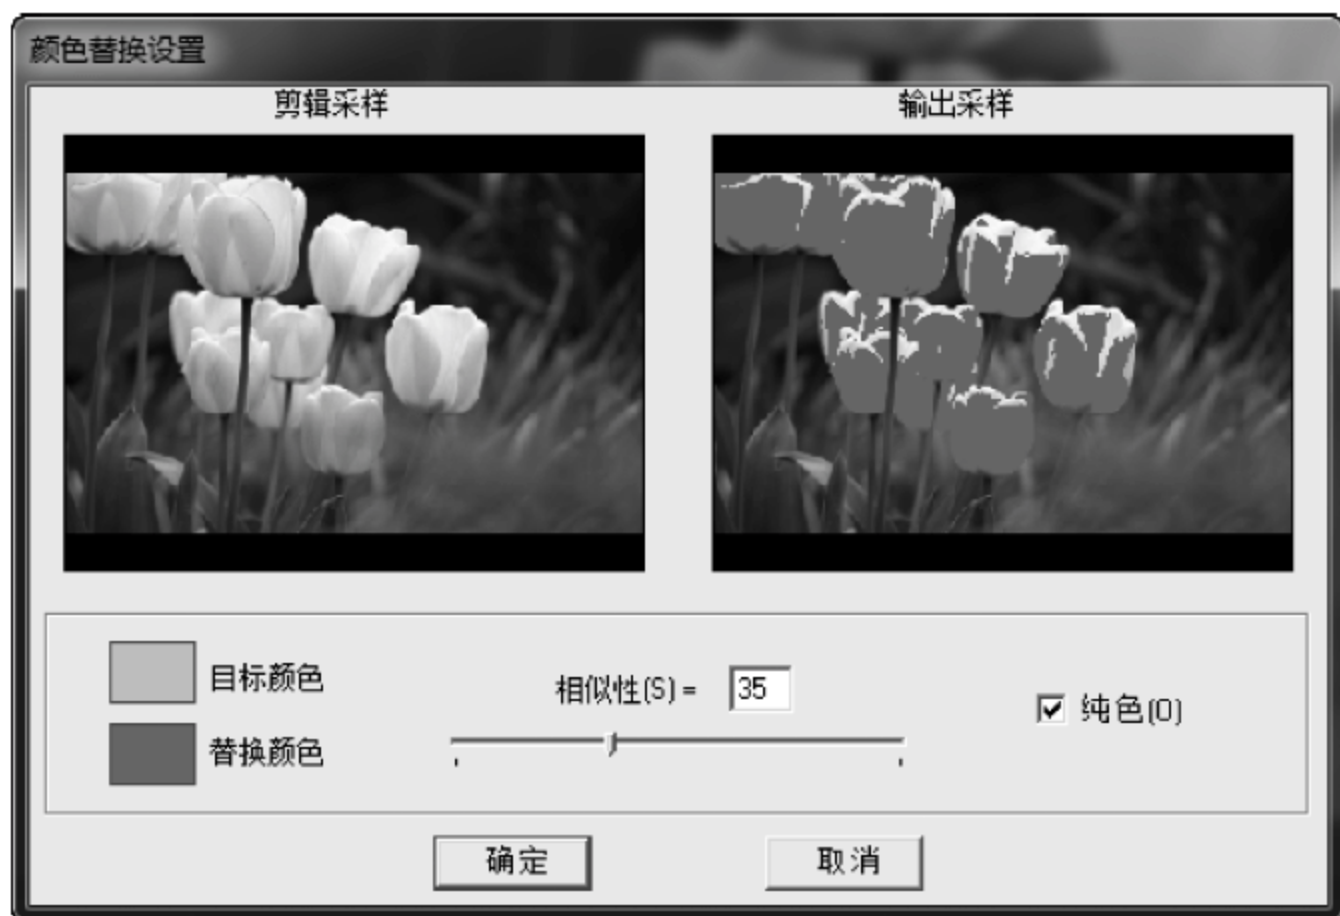 颜色替换设置
剪辑采样
输出采样
目标颜色
相似性(S) = 35
纯色(O)
替换颜色
确定
取消